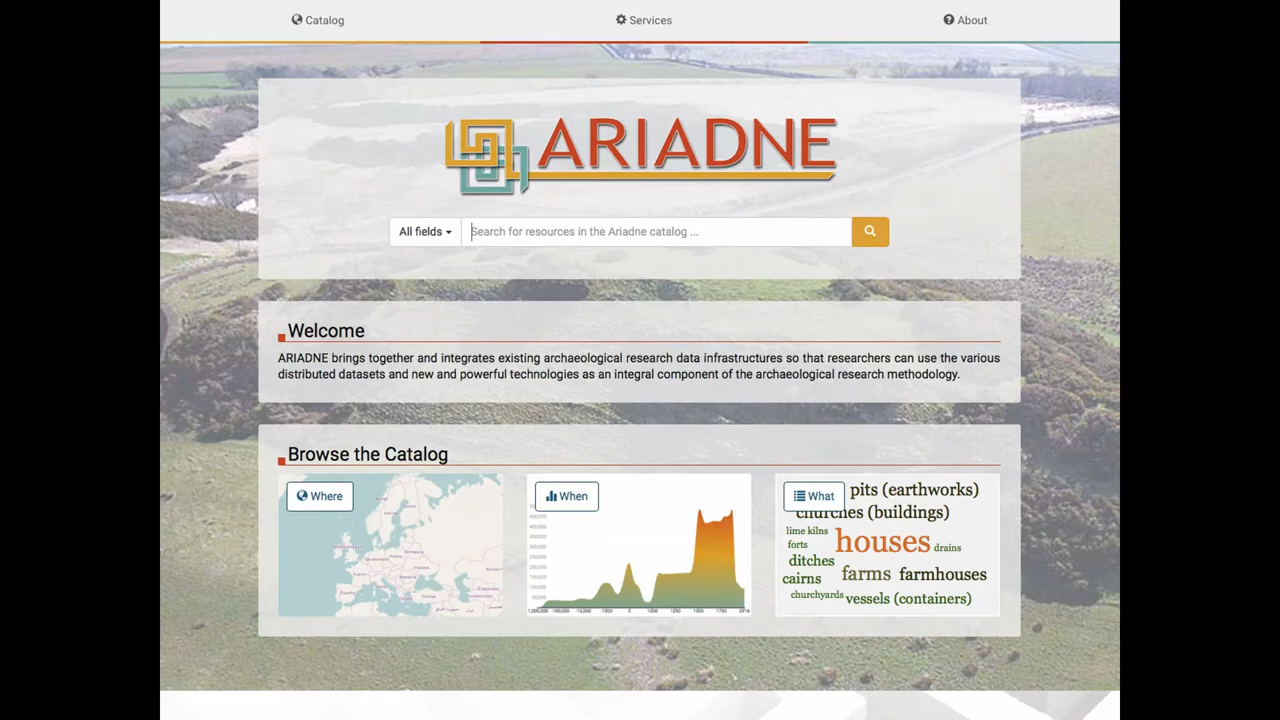 Catalog
Services
About
ARIADNE
All fields
Search for resources in the Ariadne catalog ...
Welcome
ARIADNE brings together and integrates existing archaeological research data infrastructures so that researchers can use the various
distributed datasets and new and powerful technologies as an integral component of the archaeological research methodology.
Browse the Catalog
Where
When
What
pits (earthworks)
churches (buildings)
lime kilns
houses
forts
drains
ditches
farms
farmhouses
cairns
churchyards
vessels (containers)